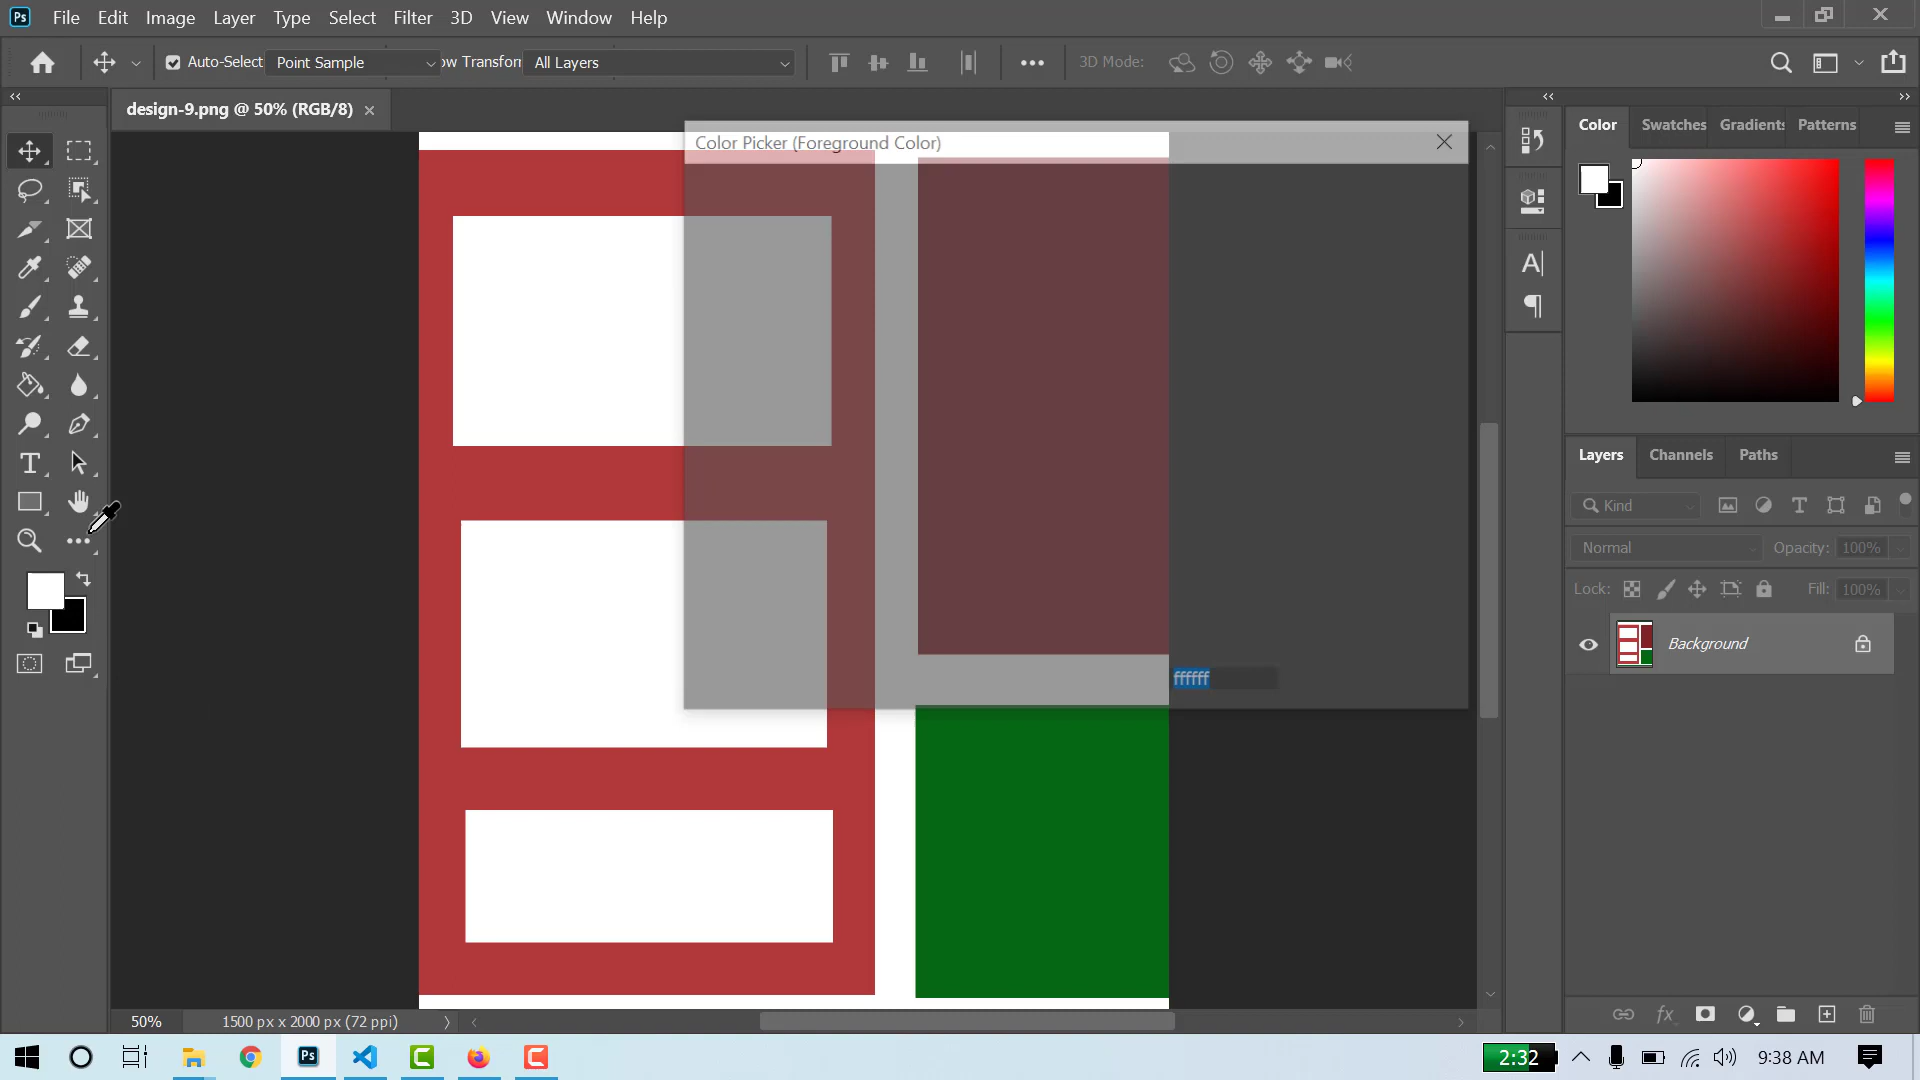 Ps File Edit Image Layer Type Select Filter 3D View Window Help
Auto-Select Point Sample ow Transforn All Layers 3D Mode:
design-9.png @ 50% (RGB/8)
Color Swatches Gradients Patterns
Color Picker (Foreground Color)
ffffff
Layers Channels Paths
Kind
Normal Opacity: 100%
Lock: Fill: 100%
Background
50% 1500 px x 2000 px (72 ppi)
Ps 2:32 9:38 AM